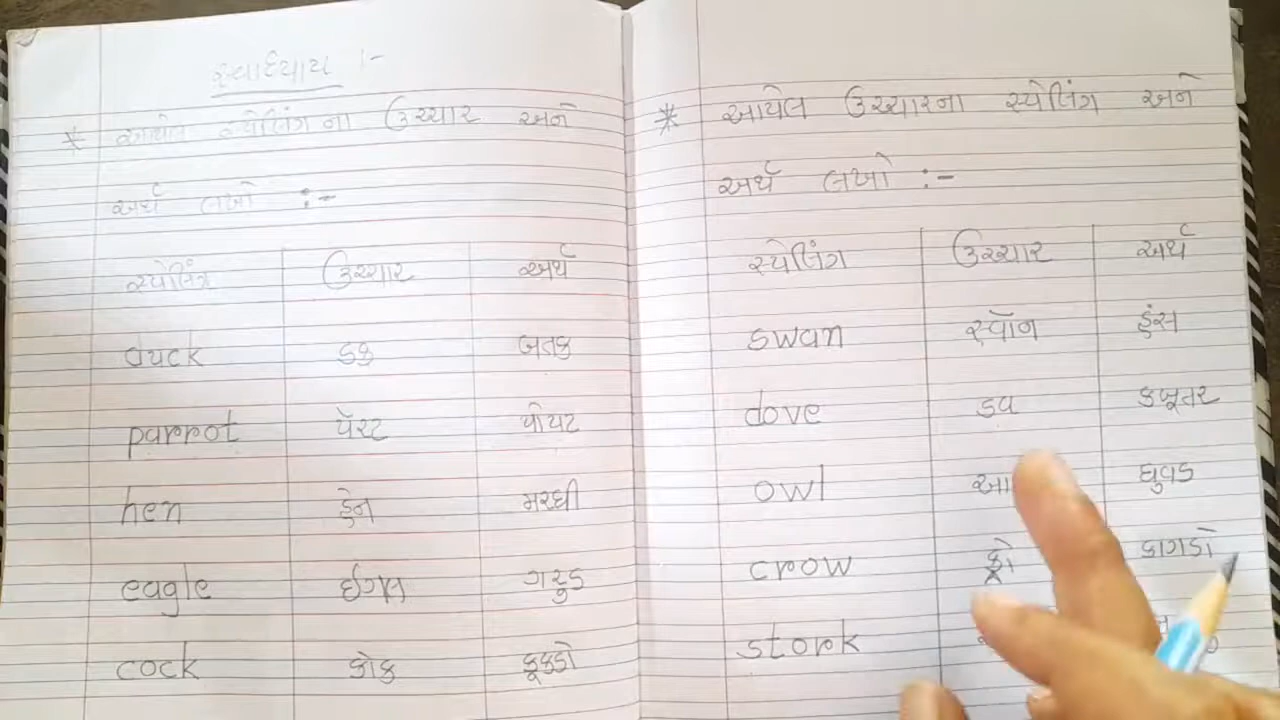 સ્વાધ્યાય :-
* આપેલ સ્પેલિંગના ઉચ્ચાર અને
અર્થ લખો :-
સ્પેલિંગ ઉચ્ચાર અર્થ
duck ડક બતક
parrot પૅરટ પોપટ
hen હેન મરઘી
eagle ઈગલ ગરુડ
cock કોક કૂકડો
* આપેલ ઉચ્ચારના સ્પેલિંગ અને
અર્થ લખો :-
સ્પેલિંગ ઉચ્ચાર અર્થ
swan સ્વૉન હંસ
dove ડવ કબૂતર
owl ઘુવડ
crow ક્રો કાગડો
stork